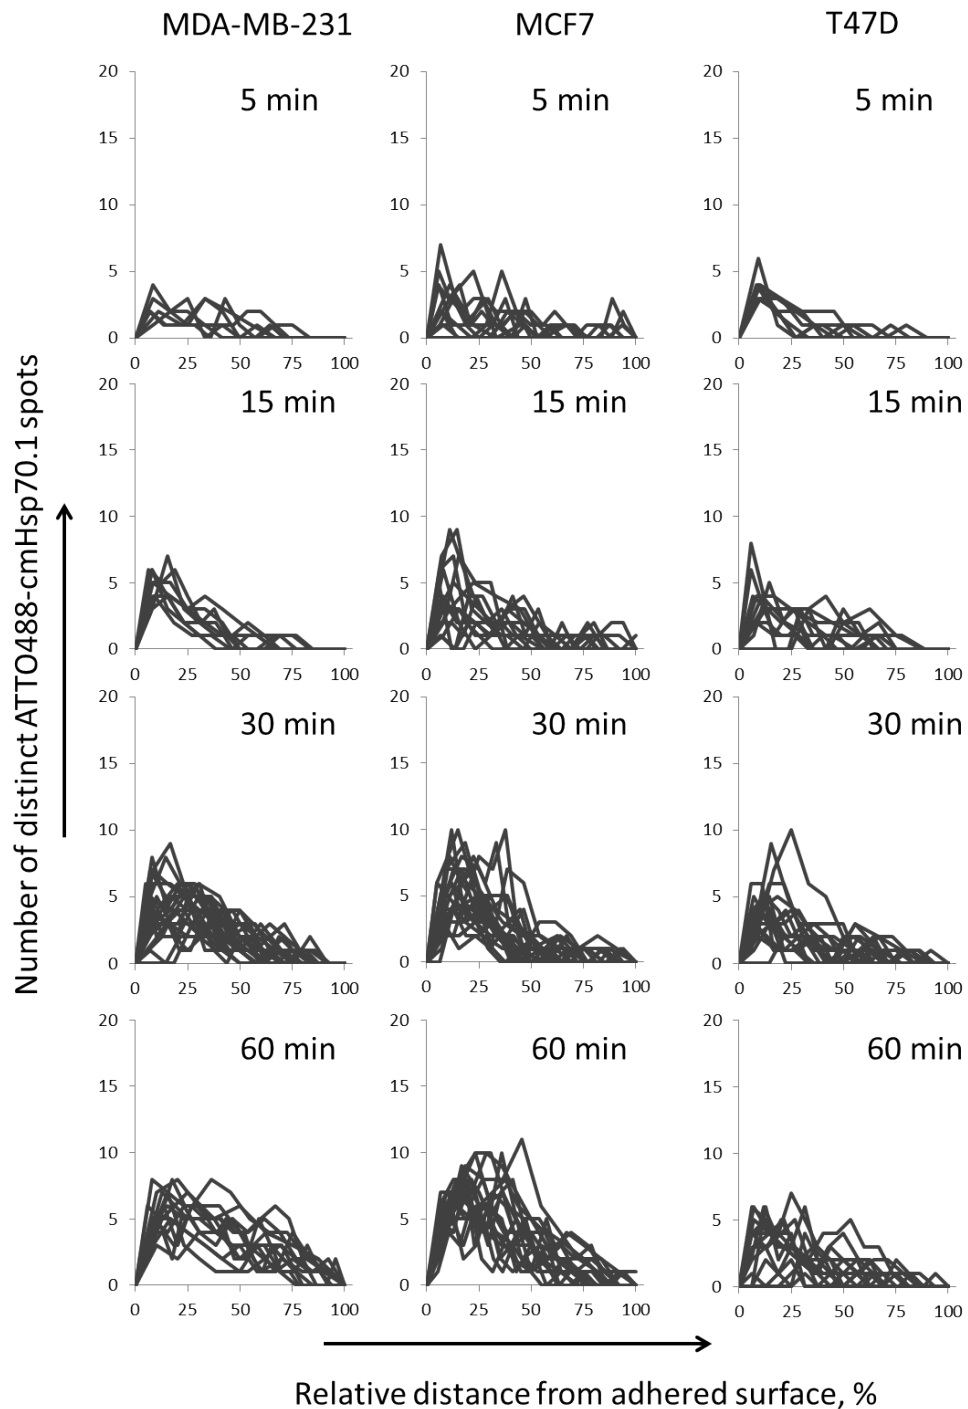 MDA-MB-231 MCF7 T47D
20 20 20
5 min 5 min 5 min
15 15 15
10 10 10
5 5 5
0 0 0
0 25 50 75 100 0 25 50 75 100 0 25 50 75 100
20 20 20
15 min 15 min 15 min
15 15 15
10 10 10
5 5 5
0 0 0
0 25 50 75 100 0 25 50 75 100 0 25 50 75 100
20 20 20
30 min 30 min 30 min
15 15 15
10 10 10
5 5 5
0 0 0
0 25 50 75 100 0 25 50 75 100 0 25 50 75 100
20 20 20
60 min 60 min 60 min
15 15 15
10 10 10
5 5 5
0 0 0
0 25 50 75 100 0 25 50 75 100 0 25 50 75 100
Number of distinct ATTO488-cmHsp70.1 spots
Relative distance from adhered surface, %